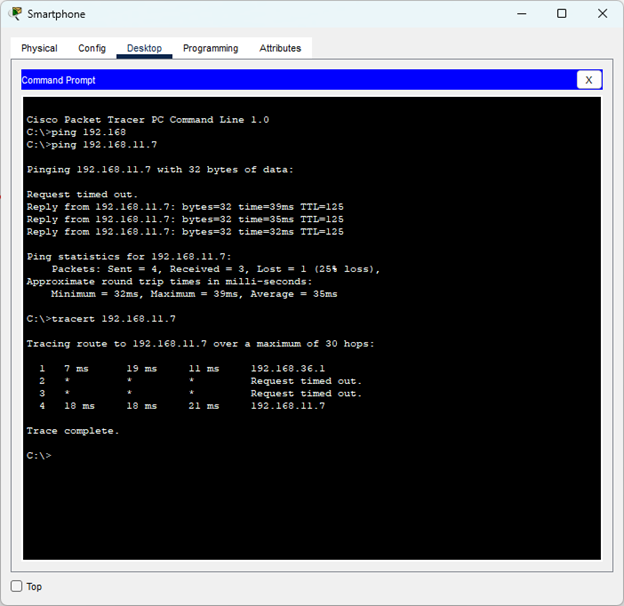 Smartphone
Physical Config Desktop Programming Attributes
Command Prompt X
Cisco Packet Tracer PC Command Line 1.0
C:\>ping 192.168
C:\>ping 192.168.11.7
Pinging 192.168.11.7 with 32 bytes of data:
Request timed out.
Reply from 192.168.11.7: bytes=32 time=39ms TTL=125
Reply from 192.168.11.7: bytes=32 time=35ms TTL=125
Reply from 192.168.11.7: bytes=32 time=32ms TTL=125
Ping statistics for 192.168.11.7:
Packets: Sent = 4, Received = 3, Lost = 1 (25% loss),
Approximate round trip times in milli-seconds:
Minimum = 32ms, Maximum = 39ms, Average = 35ms
C:\>tracert 192.168.11.7
Tracing route to 192.168.11.7 over a maximum of 30 hops:
1 7 ms 19 ms 11 ms 192.168.36.1
2 * * * Request timed out.
3 * * * Request timed out.
4 18 ms 18 ms 21 ms 192.168.11.7
Trace complete.
C:\>
Top